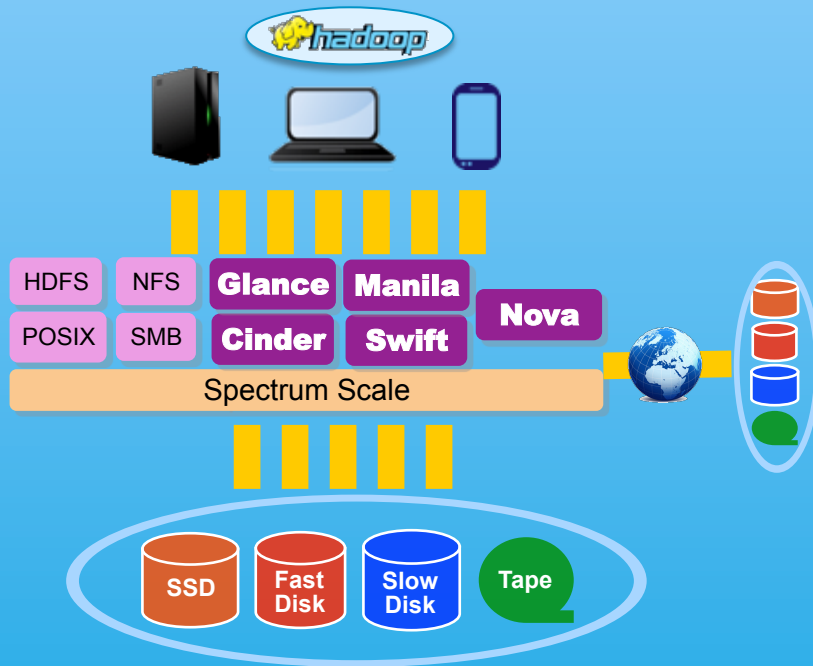 hadoop
HDFS
NFS
Glance
Manila
Nova
POSIX
SMB
Cinder
Swift
Spectrum Scale
SSD
Fast
Disk
Slow
Disk
Tape